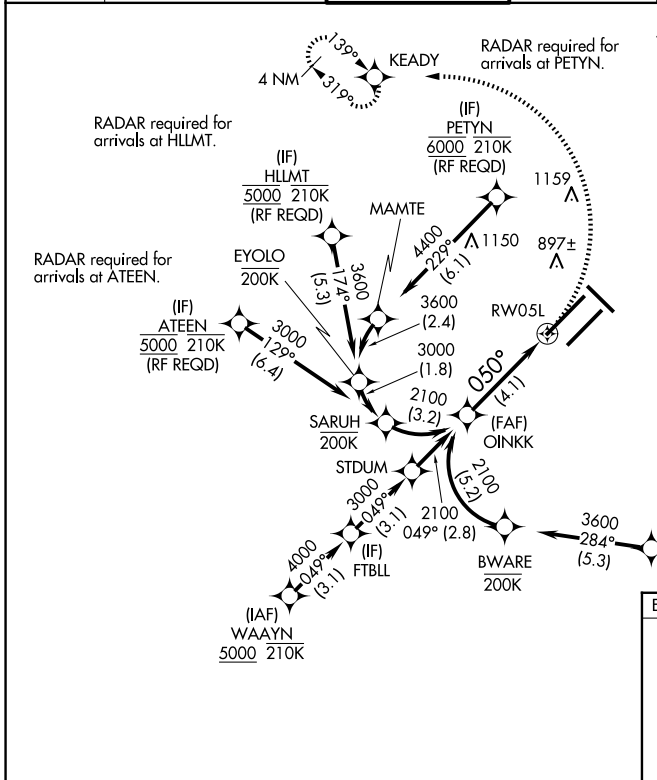 139°
KEADY
4 NM
319°
RADAR required for
arrivals at PETYN.
RADAR required for
arrivals at HLLMT.
(IF)
PETYN
6000 210K
(RF REQD)
(IF)
HLLMT
5000 210K
(RF REQD)
MAMTE
1159
4400
229°
(6.1)
1150
897±
RADAR required for
arrivals at ATEEN.
EYOLO
200K
3600
174°
(5.3)
3600
(2.4)
RW05L
(IF)
ATEEN
5000 210K
(RF REQD)
3000
129°
(6.4)
3000
(1.8)
050°
(4.1)
2100
(3.2)
SARUH
200K
(FAF)
OINKK
STDUM
2100
(5.2)
3000
049°
(3.1)
2100
049° (2.8)
3600
284°
(5.3)
(IF)
FTBLL
BWARE
200K
4000
049°
(3.1)
(IAF)
WAAYN
5000 210K